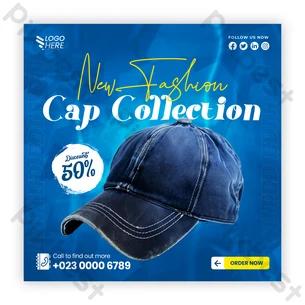 LOGO
HERE
FOLLOW US NOW
New Fashion
Cap Collection
Discount
50%
Call to find out more
+023 0000 6789
ORDER NOW